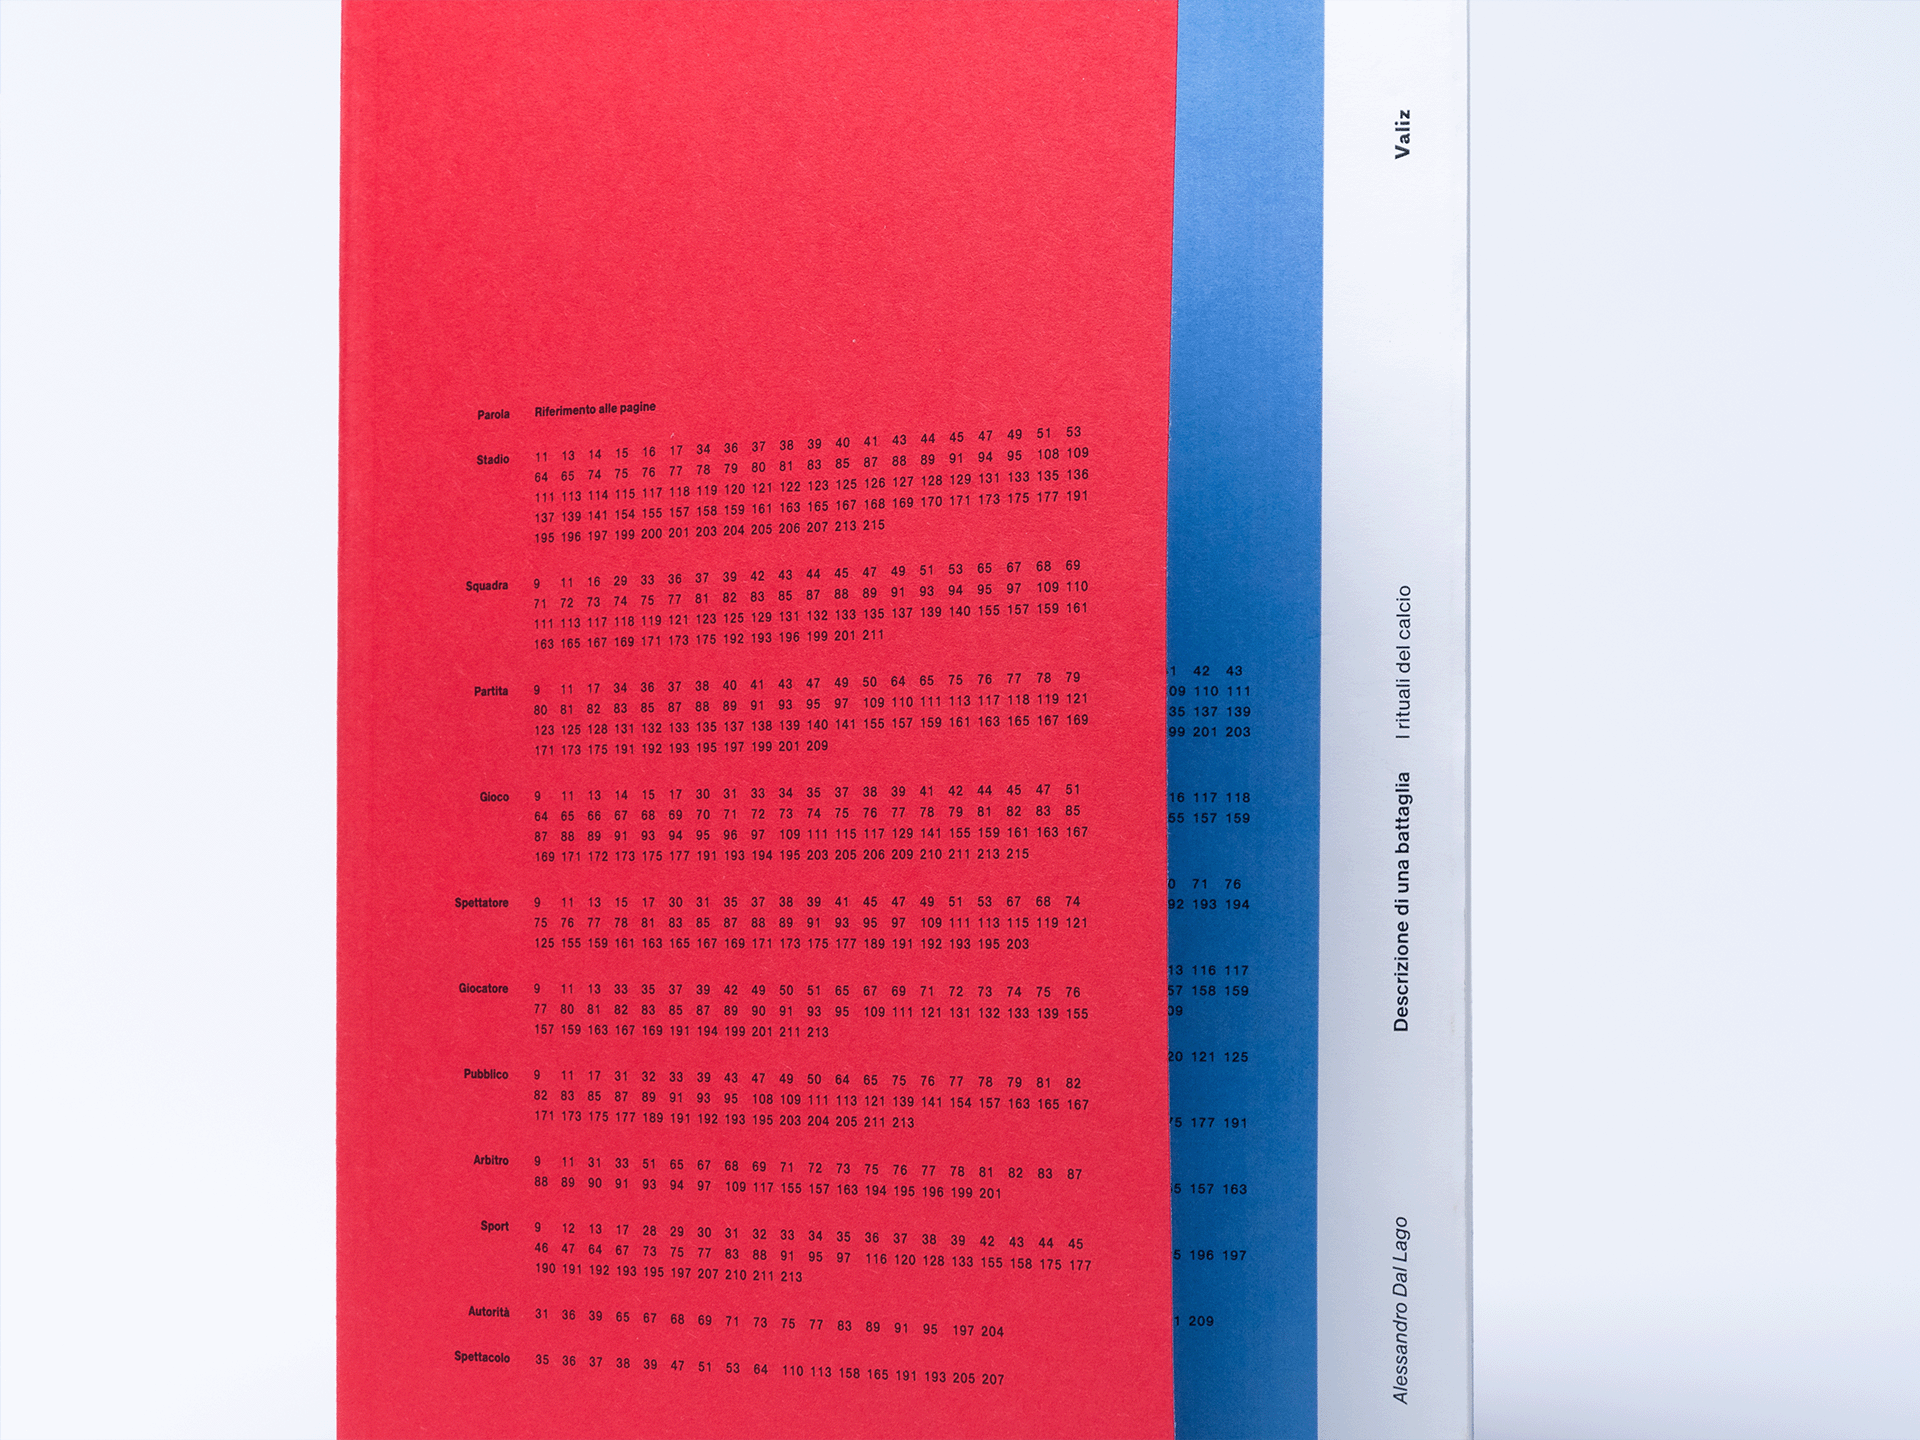 Parola Riferimento alle pagine
Stadio 11 13 14 15 16 17 34 36 37 38 39 40 41 43 44 45 47 49 51 53
64 65 74 75 76 77 78 79 80 81 83 85 87 88 89 91 94 95 108 109
111 113 114 115 117 118 119 120 121 122 123 125 126 127 128 129 131 133 135 136
137 139 141 154 155 157 158 159 161 163 165 167 168 169 170 171 173 175 177 191
195 196 197 199 200 201 203 204 205 206 207 213 215
Squadra 9 11 16 29 33 36 37 39 42 43 44 45 47 49 51 53 65 67 68 69
71 72 73 74 75 77 81 82 83 85 87 88 89 91 93 94 95 97 109 110
111 113 117 118 119 121 123 125 129 131 132 133 135 137 139 140 155 157 159 161
163 165 167 169 171 173 175 192 193 196 199 201 211
Partita 9 11 17 34 36 37 38 40 41 43 47 49 50 64 65 75 76 77 78 79
80 81 82 83 85 87 88 89 91 93 95 97 109 110 111 113 117 118 119 121
123 125 128 131 132 133 135 137 138 139 140 141 155 157 159 161 163 165 167 169
171 173 175 191 192 193 195 197 199 201 209
Gioco 9 11 13 14 15 17 30 31 33 34 35 37 38 39 41 42 44 45 47 51
64 65 66 67 68 69 70 71 72 73 74 75 76 77 78 79 81 82 83 85
87 88 89 91 93 94 95 96 97 109 111 115 117 129 141 155 159 161 163 167
169 171 172 173 175 177 191 193 194 195 203 205 206 209 210 211 213 215
Spettatore 9 11 13 15 17 30 31 35 37 38 39 41 45 47 49 51 53 67 68 74
75 76 77 78 81 83 85 87 88 89 91 93 95 97 109 111 113 115 119 121
125 155 159 161 163 165 167 169 171 173 175 177 189 191 192 193 195 203
Giocatore 9 11 13 33 35 37 39 42 49 50 51 65 67 69 71 72 73 74 75 76
77 80 81 82 83 85 87 89 90 91 93 95 109 111 121 131 132 133 139 155
157 159 163 167 169 191 194 199 201 211 213
Pubblico 9 11 17 31 32 33 39 43 47 49 50 64 65 75 76 77 78 79 81 82
82 83 85 87 89 91 93 95 108 109 111 113 121 139 141 154 157 163 165 167
171 173 175 177 189 191 192 193 195 203 204 205 211 213
Arbitro 9 11 31 33 51 65 67 68 69 71 72 73 75 76 77 78 81 82 83 87
88 89 90 91 93 94 97 109 117 155 157 163 194 195 196 199 201
Sport 9 12 13 17 28 29 30 31 32 33 34 35 36 37 38 39 42 43 44 45
46 47 64 67 73 75 77 83 88 91 95 97 116 120 128 133 155 158 175 177
190 191 192 193 195 197 207 210 211 213
Autorità 31 36 39 65 67 68 69 71 73 75 77 83 89 91 95 197 204
Spettacolo 35 36 37 38 39 47 51 53 64 110 113 158 165 191 193 205 207
42 43
110 111
137 139
201 203
117 118
157 159
71 76
193 194
116 117
158 159
121 125
177 191
157 163
196 197
209
Alessandro Dal Lago Descrizione di una battaglia I rituali del calcio Valiz